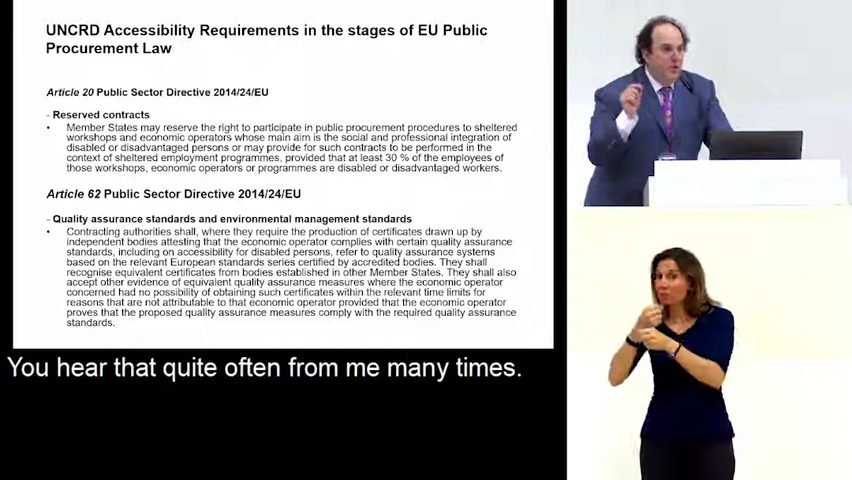 UNCRD Accessibility Requirements in the stages of EU Public
Procurement Law
Article 20 Public Sector Directive 2014/24/EU
- Reserved contracts
• Member States may reserve the right to participate in public procurement procedures to sheltered
workshops and economic operators whose main aim is the social and professional integration of
disabled or disadvantaged persons or may provide for such contracts to be performed in the
context of sheltered employment programmes, provided that at least 30 % of the employees of
those workshops, economic operators or programmes are disabled or disadvantaged workers.
Article 62 Public Sector Directive 2014/24/EU
- Quality assurance standards and environmental management standards
• Contracting authorities shall, where they require the production of certificates drawn up by
independent bodies attesting that the economic operator complies with certain quality assurance
standards, including on accessibility for disabled persons, refer to quality assurance systems
based on the relevant European standards series certified by accredited bodies. They shall
recognise equivalent certificates from bodies established in other Member States. They shall also
accept other evidence of equivalent quality assurance measures where the economic operator
concerned had no possibility of obtaining such certificates within the relevant time limits for
reasons that are not attributable to that economic operator provided that the economic operator
proves that the proposed quality assurance measures comply with the required quality assurance
standards.
You hear that quite often from me many times.